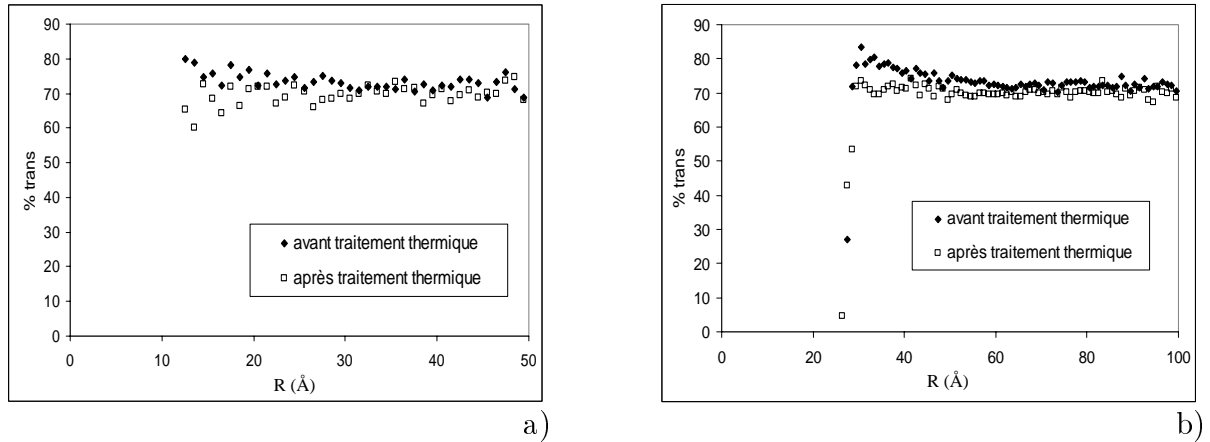 90
80
70
60
50
40
30
20
10
0
% trans
avant traitement thermique
après traitement thermique
0 10 20 30 40 50
R (Å)
a)
90
80
70
60
50
40
30
20
10
0
% trans
avant traitement thermique
après traitement thermique
0 20 40 60 80 100
R (Å)
b)